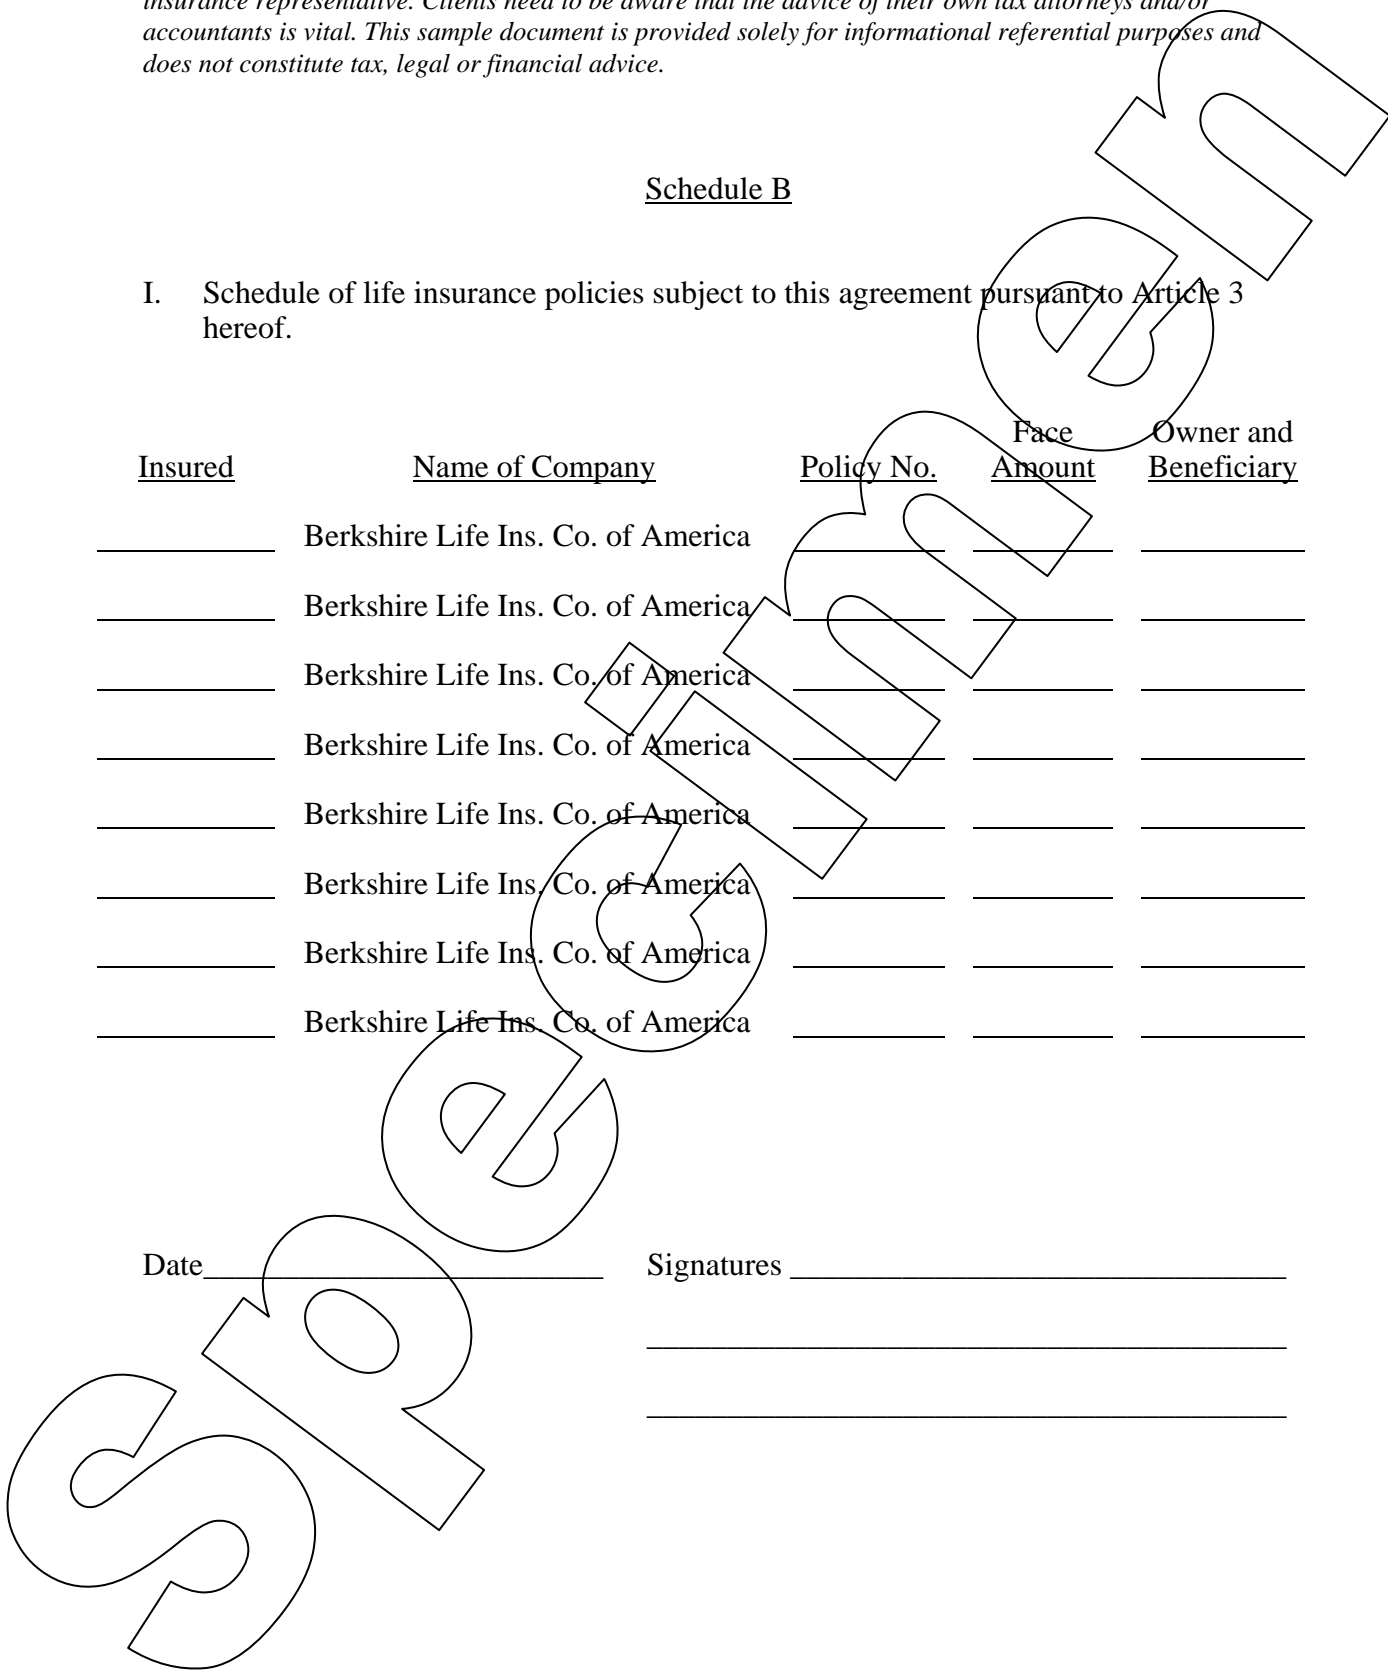 insurance representative. Clients need to be aware that the advice of their own tax attorneys and/or
accountants is vital. This sample document is provided solely for informational referential purposes and
does not constitute tax, legal or financial advice.
Schedule B
I. Schedule of life insurance policies subject to this agreement pursuant to Article 3
hereof.
Face Owner and
Insured Name of Company Policy No. Amount Beneficiary
Berkshire Life Ins. Co. of America
Berkshire Life Ins. Co. of America
Berkshire Life Ins. Co. of America
Berkshire Life Ins. Co. of America
Berkshire Life Ins. Co. of America
Berkshire Life Ins. Co. of America
Berkshire Life Ins. Co. of America
Berkshire Life Ins. Co. of America
Date_________________________ Signatures _______________________________
________________________________________
________________________________________
Specimen